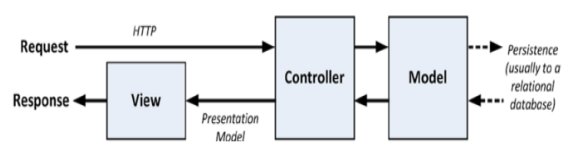 HTTP
Request
Controller
Model
Persistence
(usually to a
relational
database)
Response
View
Presentation
Model